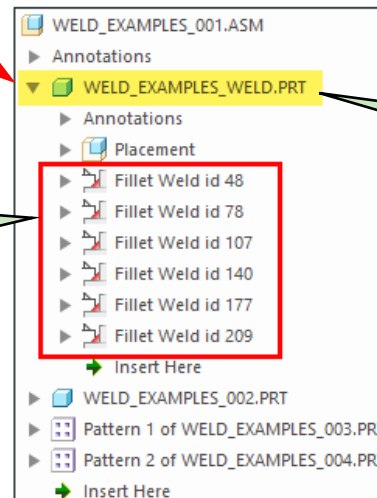 WELD_EXAMPLES_001.ASM
Annotations
WELD_EXAMPLES_WELD.PRT
Annotations
Placement
Fillet Weld id 48
Fillet Weld id 78
Fillet Weld id 107
Fillet Weld id 140
Fillet Weld id 177
Fillet Weld id 209
Insert Here
WELD_EXAMPLES_002.PRT
Pattern 1 of WELD_EXAMPLES_003.PR
Pattern 2 of WELD_EXAMPLES_004.PR
Insert Here